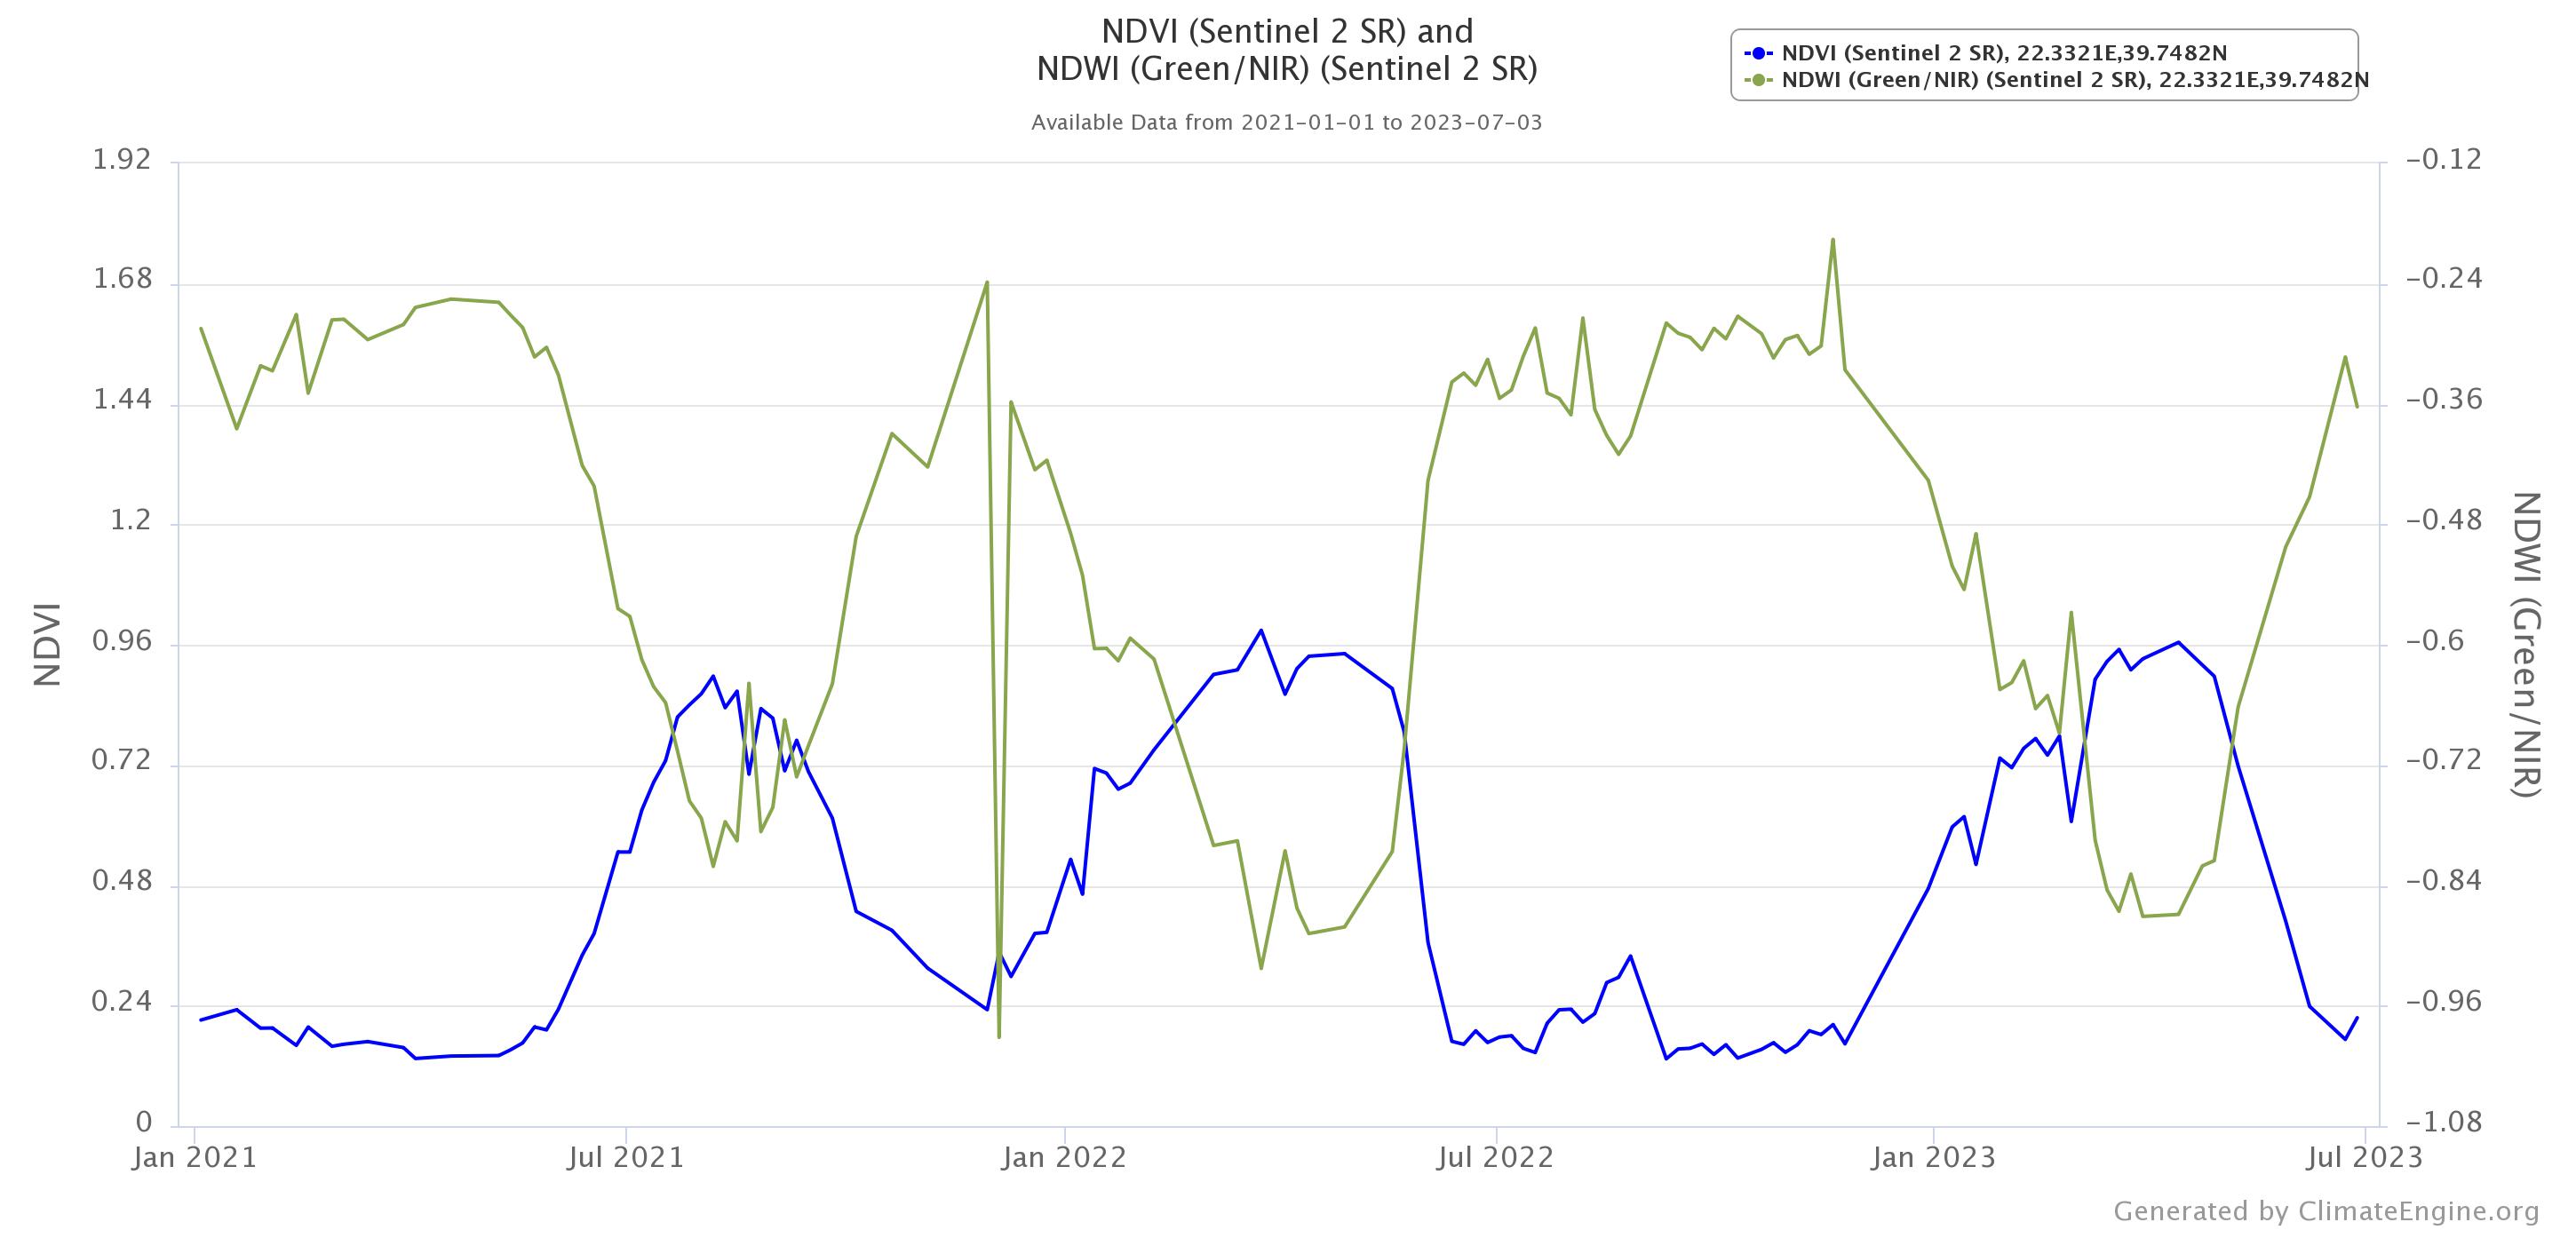 NDVI (Sentinel 2 SR) and
NDWI (Green/NIR) (Sentinel 2 SR)
Available Data from 2021-01-01 to 2023-07-03
NDVI (Sentinel 2 SR), 22.3321E,39.7482N
NDWI (Green/NIR) (Sentinel 2 SR), 22.3321E,39.7482N
1.92
1.68
1.44
1.2
0.96
0.72
0.48
0.24
0
NDVI
-0.12
-0.24
-0.36
-0.48
-0.6
-0.72
-0.84
-0.96
-1.08
NDWI (Green/NIR)
Jan 2021
Jul 2021
Jan 2022
Jul 2022
Jan 2023
Jul 2023
Generated by ClimateEngine.org